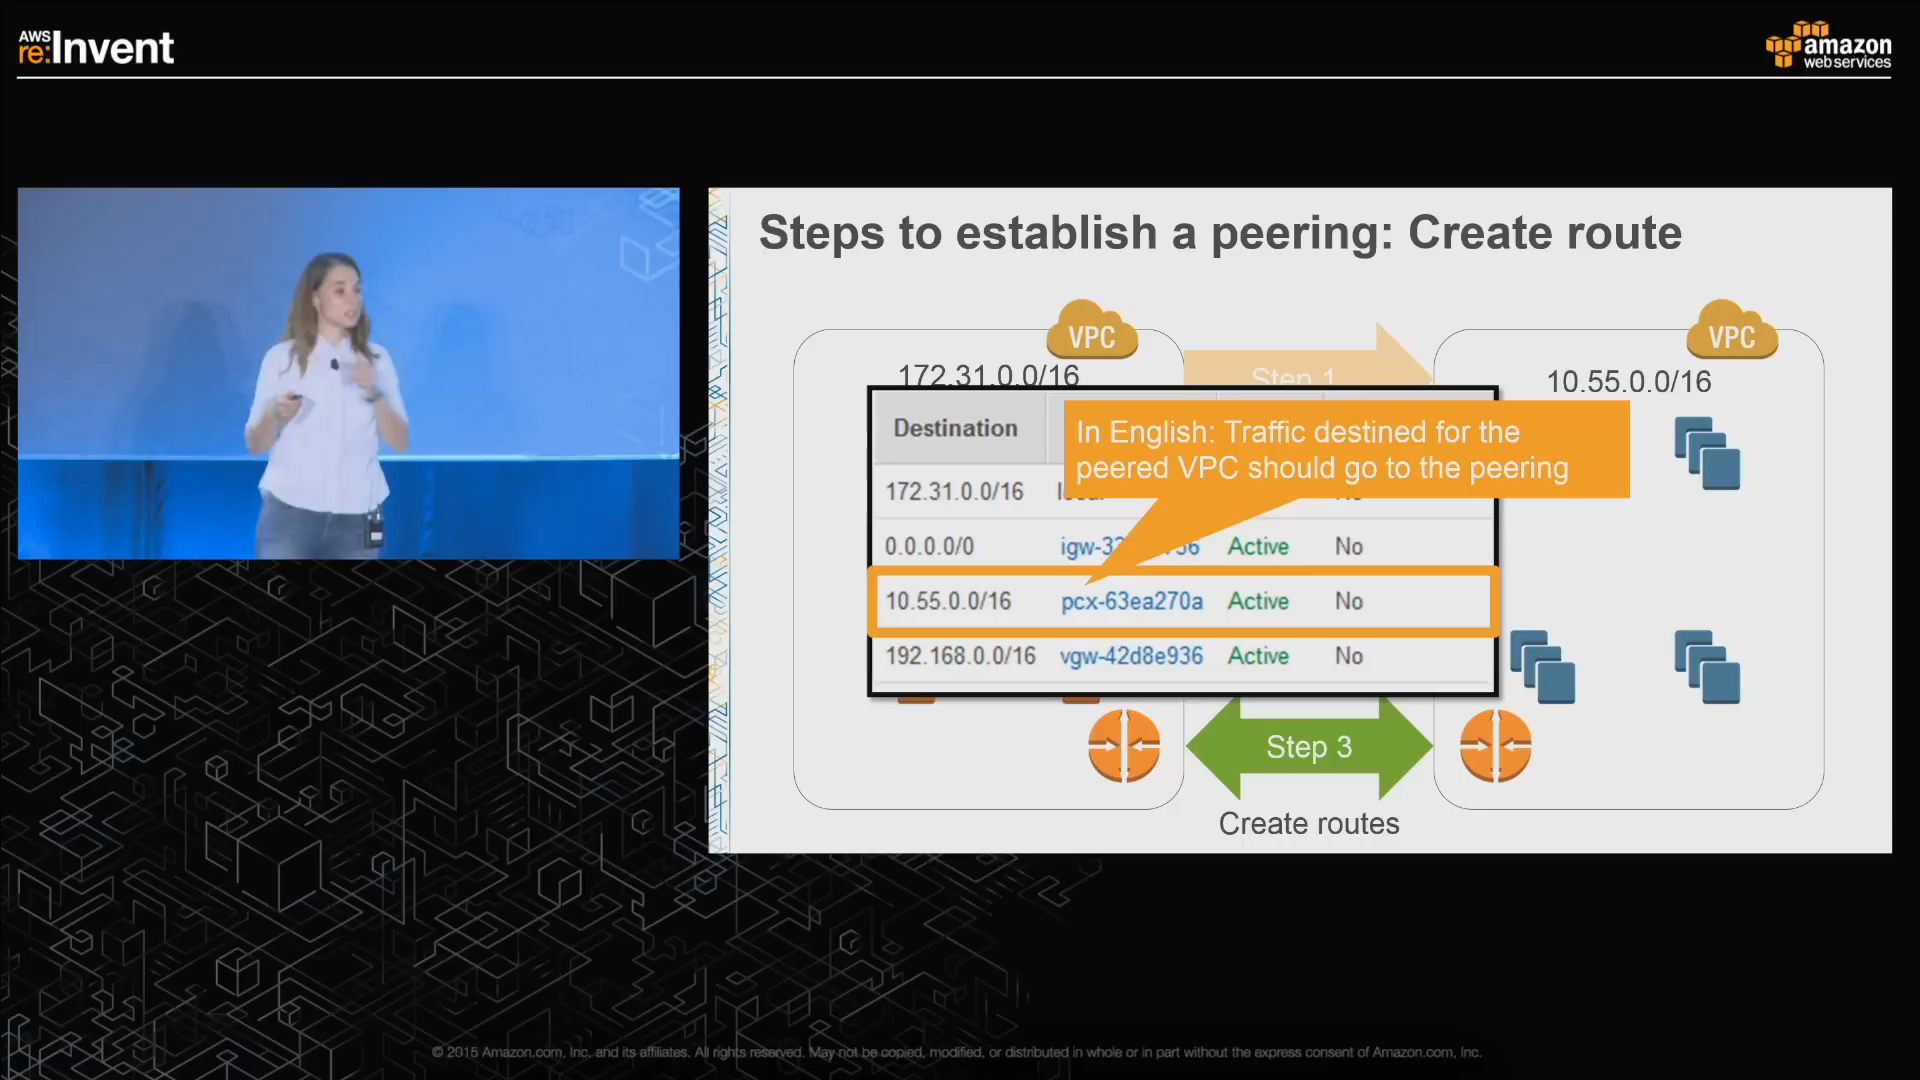 AWS
re:Invent
amazon
web services
Steps to establish a peering: Create route
VPC
VPC
172.31.0.0/16
Step 1
10.55.0.0/16
In English: Traffic destined for the
peered VPC should go to the peering
Destination
172.31.0.0/16
No
0.0.0.0/0 Active No
10.55.0.0/16 pcx-63ea270a Active No
192.168.0.0/16 vgw-42d8e936 Active No
Step 3
Create routes
© 2015 Amazon.com, Inc. and its affiliates. All rights reserved. May not be copied, modified, or distributed in whole or in part without the express consent of Amazon.com, Inc.